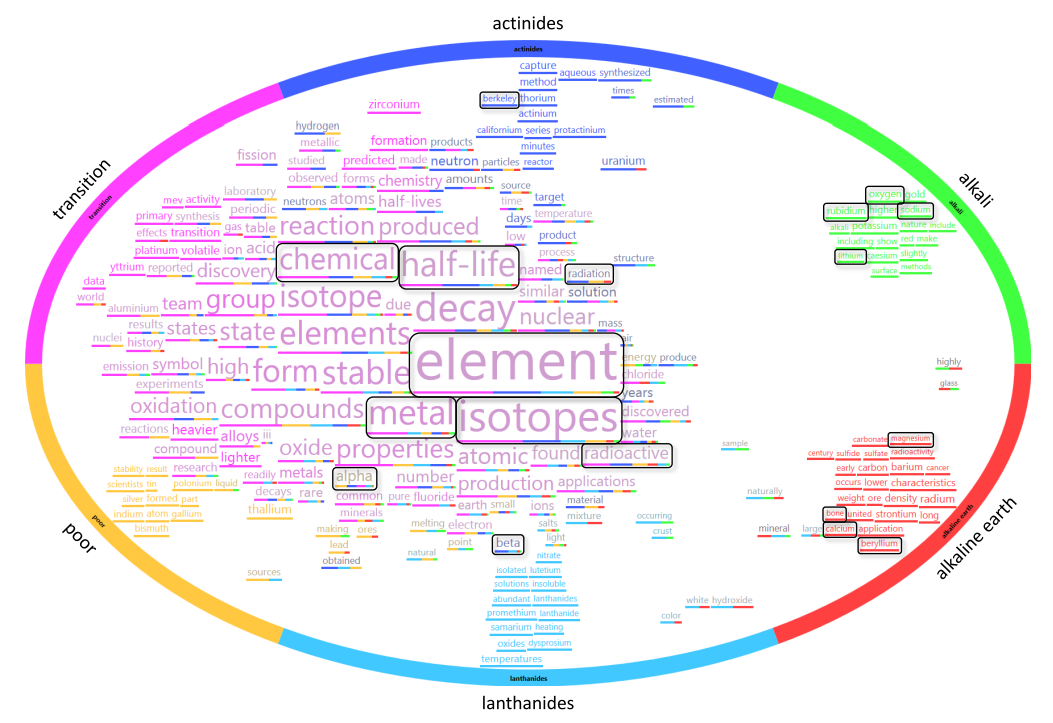 actinides
actinides
capture
aqueous synthesized
method
times
berkeley thorium
estimated
zirconium
actinium
hydrogen
californium series protactinium
metallic
formation products
minutes
fission
studied
predicted made neutron particles reactor
uranium
observed forms chemistry amounts
source
laboratory
mev activity
neutrons atoms half-lives
time
target
oxygen gold
transition
transition
alkali
alkali
primary synthesis
periodic
days
temperature
rubidium higher sodium
effects transition
gas table
reaction produced
low
product
alkali potassium
nature include
platinum volatile ion acid
process
including show
red make
yttrium reported discovery
chemical half-life
named
radiation
structure
lithium caesium slightly
data
surface
methods
world
aluminium team group isotope due
decay
similar solution
results states state elements
nuclear mass
nuclei history
air
emission symbol high form stable
element
energy produce
highly
chloride
experiments
years
glass
oxidation compounds
metal isotopes
discovered
reactions heavier alloys iii
water
carbonate magnesium
compound
lighter
oxide properties
atomic found radioactive
sample
century sulfide sulfate radioactivity
stability result
research
readily metals
alpha
number
early carbon barium cancer
scientists tin
polonium liquid
decays rare
production applications
occurs lower characteristics
silver formed part
common pure fluoride
earth small
material
naturally
weight ore density radium
indium atom gallium
thallium
minerals
ions
mixture
bone united strontium long
poor
poor
alkaline earth
alkaline earth
bismuth
making ores
melting electron
salts
occurring
crust
mineral
large calcium application
lead
point
beta
light
beryllium
obtained
natural
nitrate
sources
isolated lutetium
solutions insoluble
abundant lanthanides
white hydroxide
promethium lanthanide
color
samarium heating
oxides dysprosium
temperatures
lanthanides
lanthanides